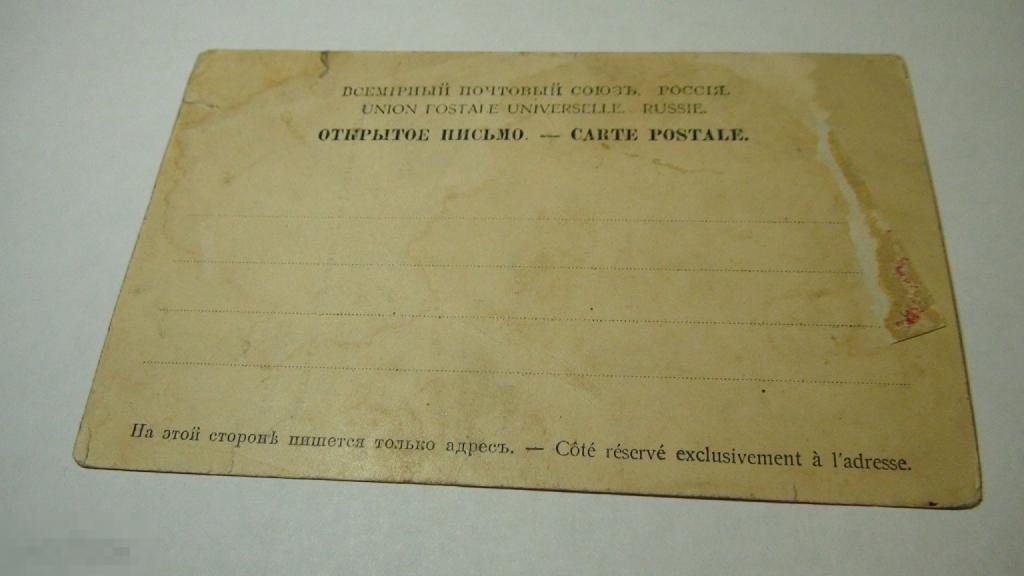 ВСЕМІРНЫЙ ПОЧТОВЫЙ СОЮЗЪ. РОССІЯ.
UNION POSTALE UNIVERSELLE. RUSSIE.
ОТКРЫТОЕ ПИСЬМО. — CARTE POSTALE.
На этой сторонѣ пишется только адресъ. — Côté réservé exclusivement à l'adresse.